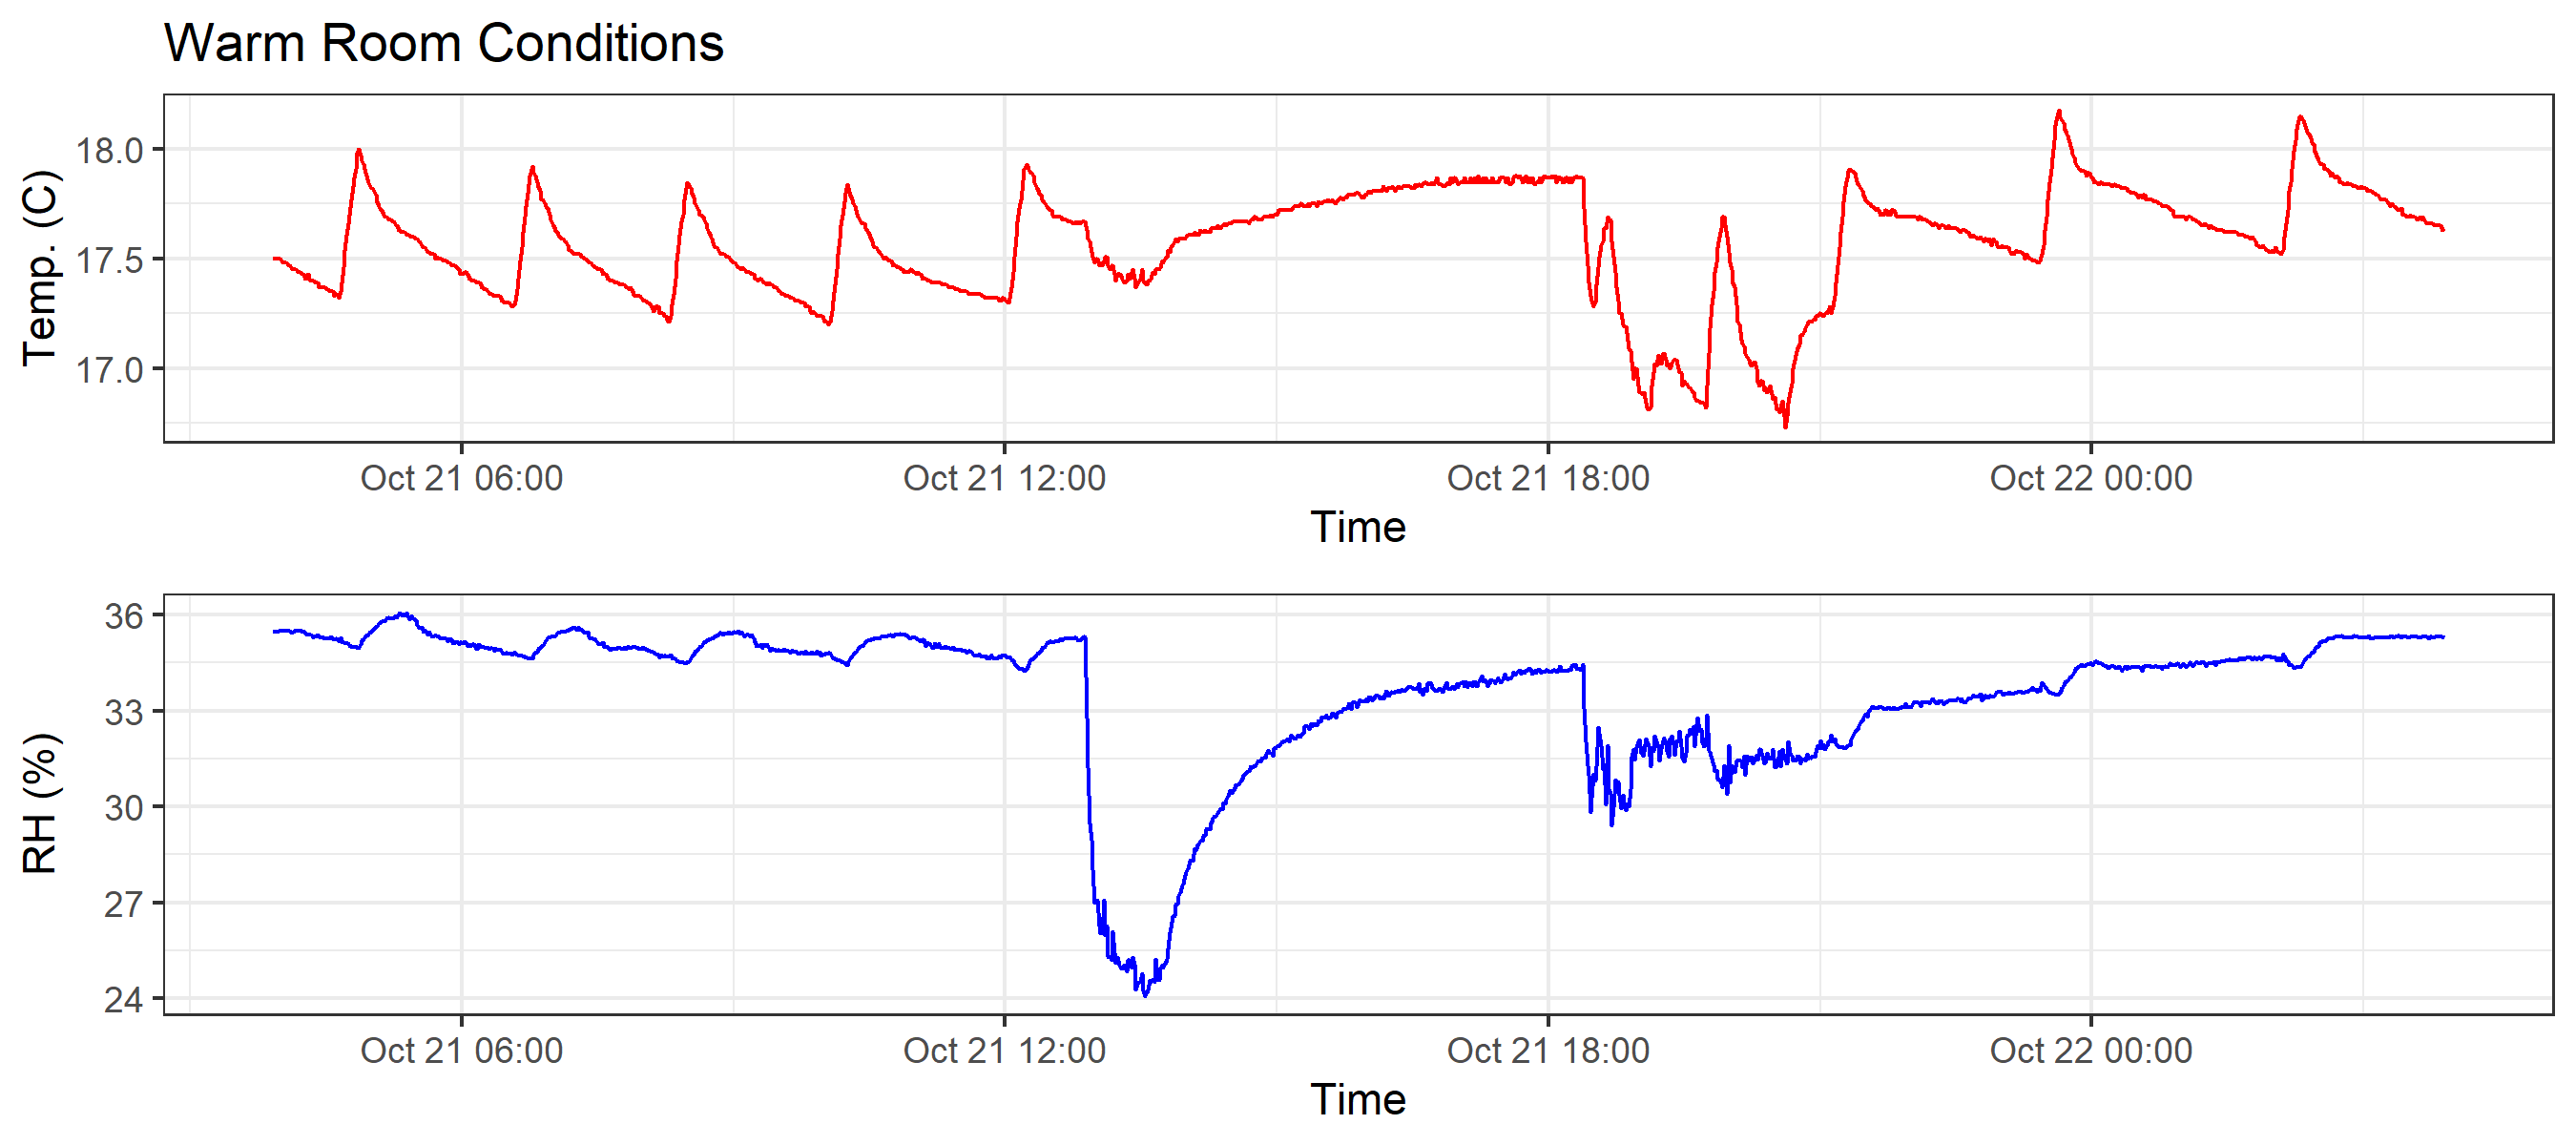 Warm Room Conditions
Temp. (C)
18.0
17.5
17.0
Oct 21 06:00 Oct 21 12:00 Oct 21 18:00 Oct 22 00:00
Time
RH (%)
36
33
30
27
24
Oct 21 06:00 Oct 21 12:00 Oct 21 18:00 Oct 22 00:00
Time